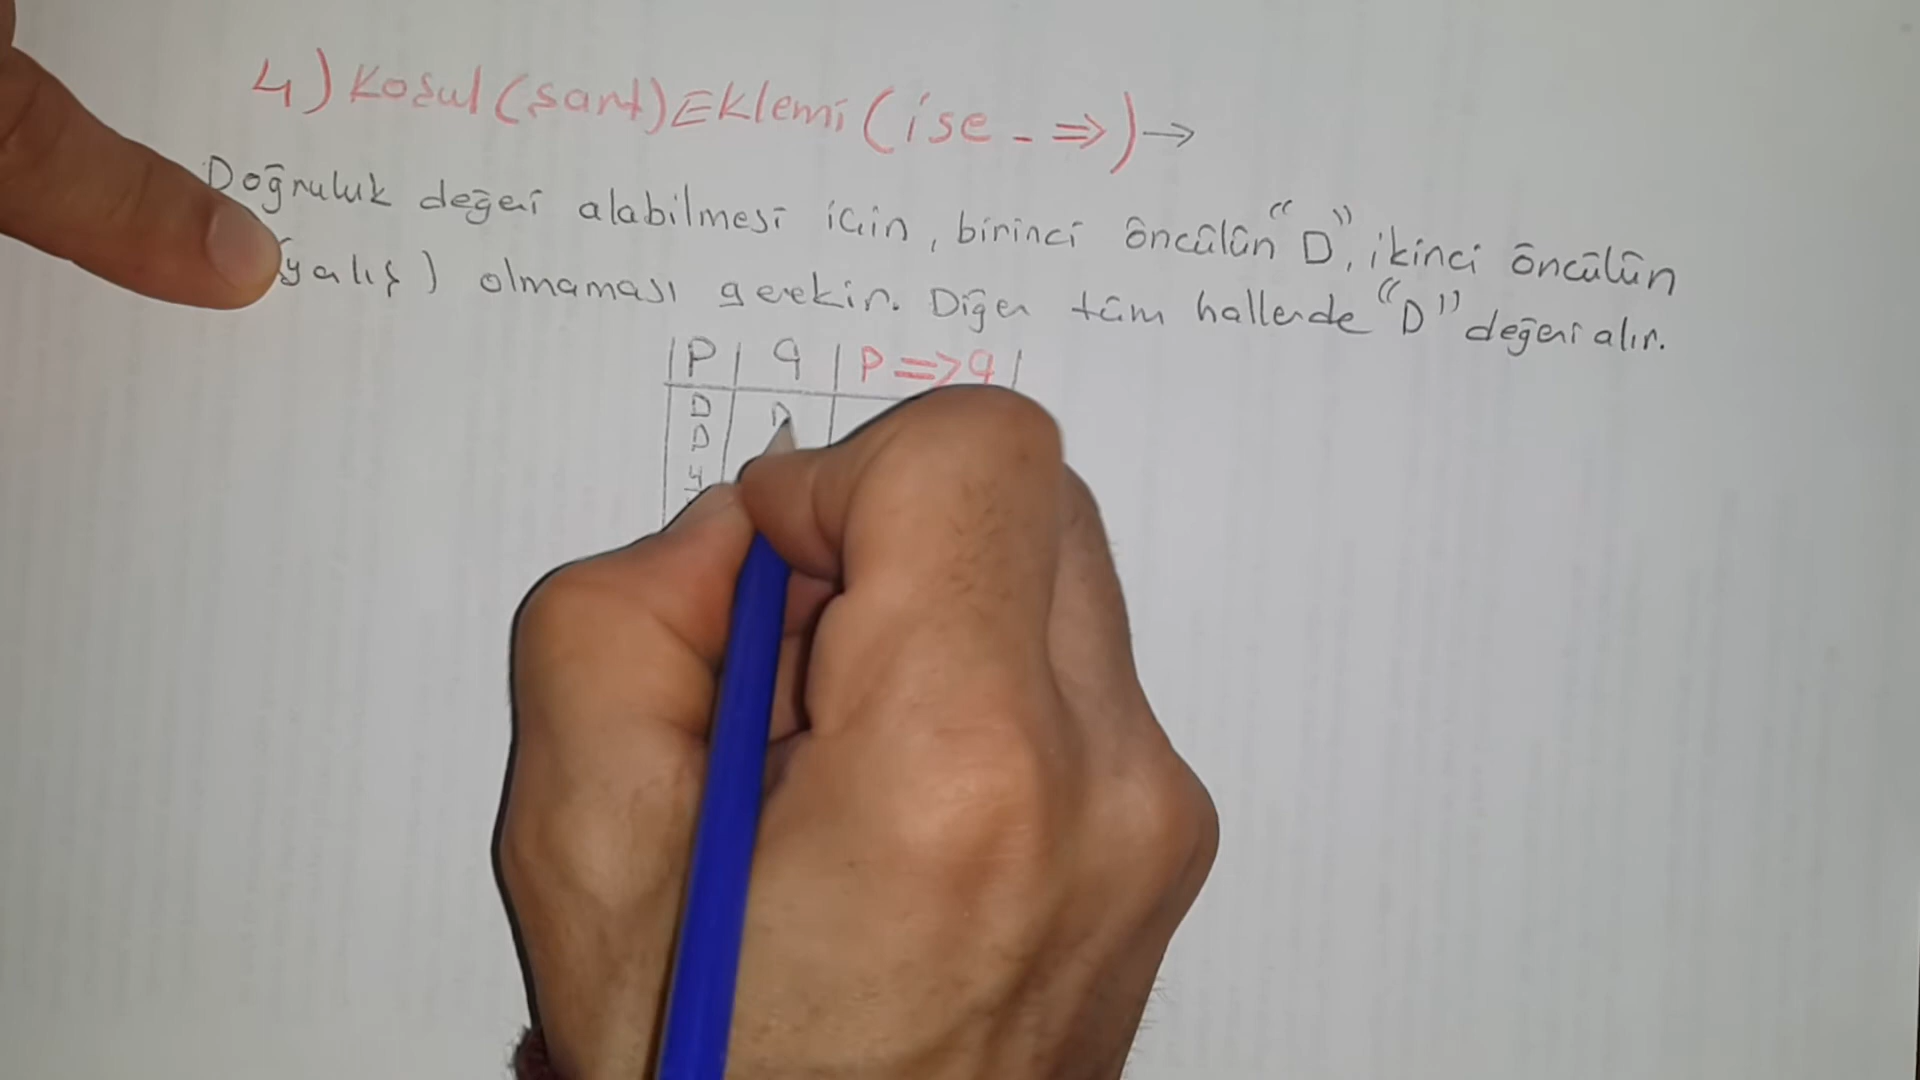 4) Koşul (şart) Eklemi (ise - ⇒) →
Doğruluk değeri alabilmesi için, birinci öncülün "D", ikinci öncülün
(yalış) olmaması gerekir. Diğer tüm hallerde "D" değeri alır.
| P | q | P => q |
D D
D
Y